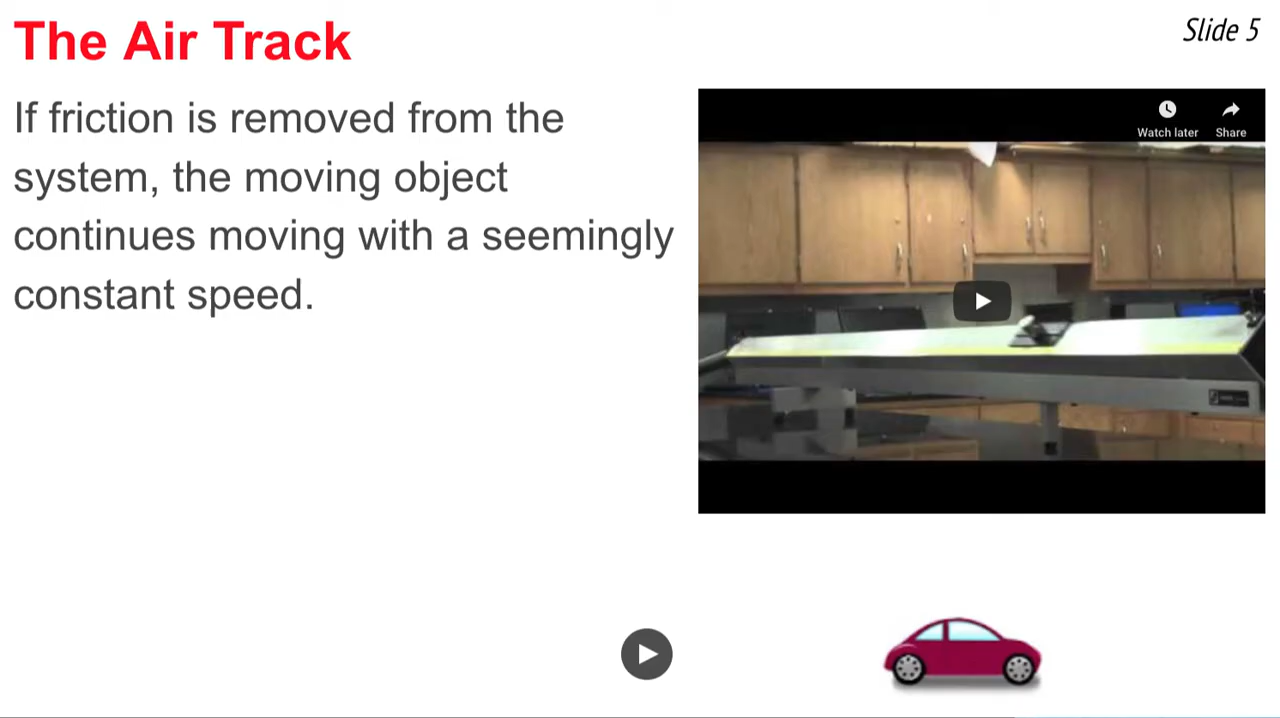 The Air Track
Slide 5
If friction is removed from the
system, the moving object
continues moving with a seemingly
constant speed.
Watch later
Share